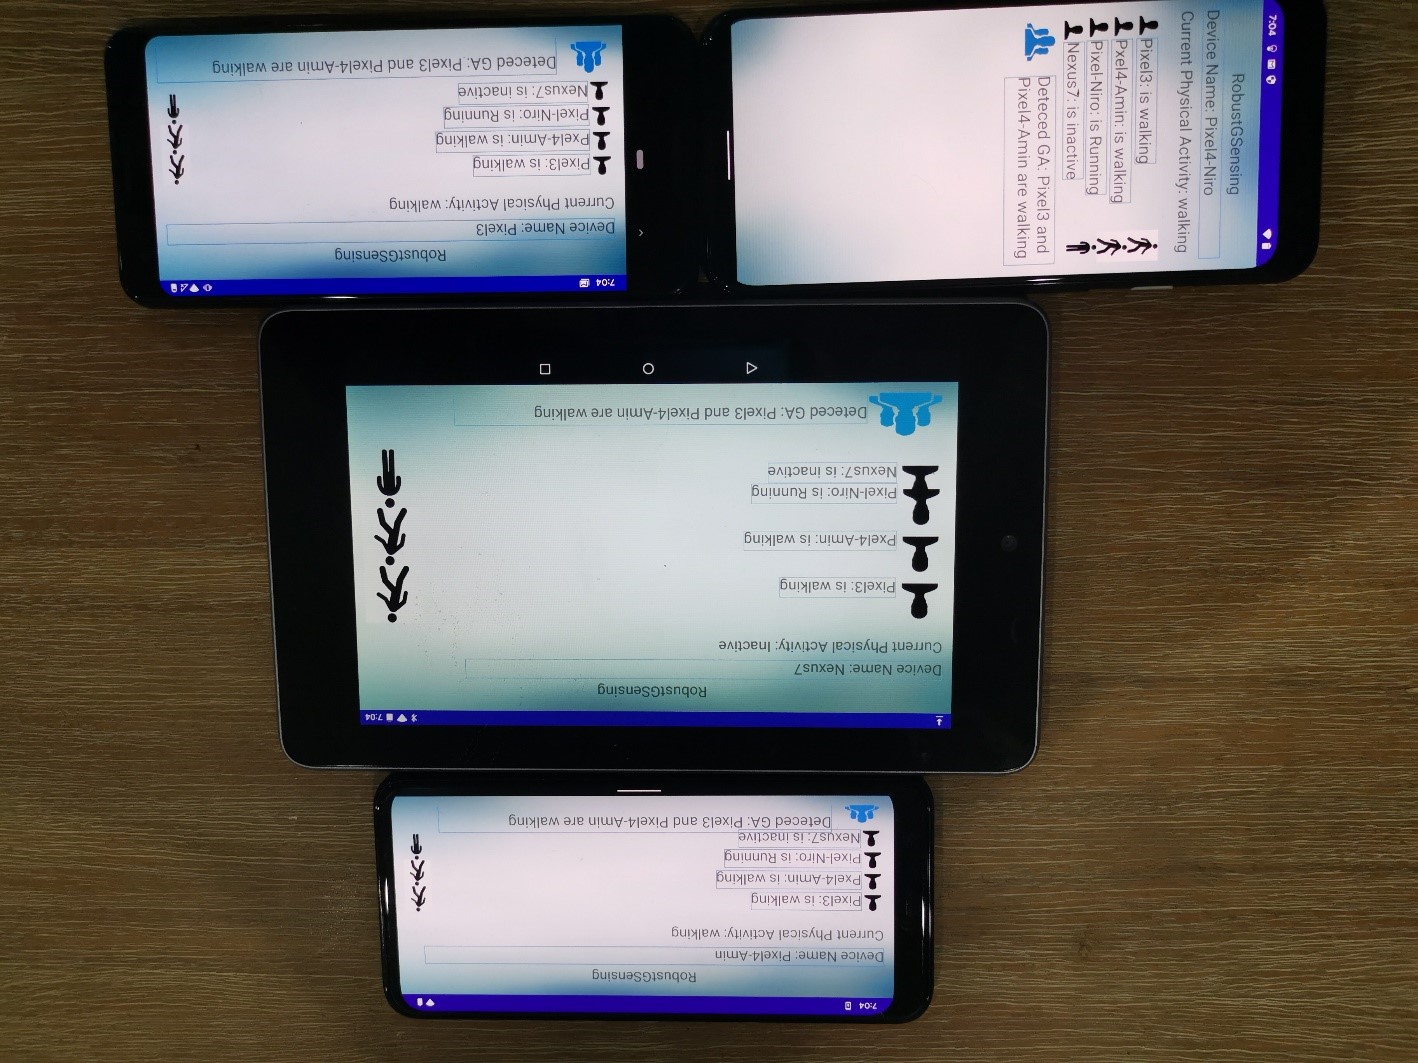 7:04
RobustGSensing
Device Name: Pixel3
Current Physical Activity: walking
Pixel3: is walking
Pxel4-Amin: is walking
Pixel-Niro: is Running
Nexus7: is inactive
Deteced GA: Pixel3 and Pixel4-Amin are walking
7:04
RobustGSensing
Device Name: Pixel4-Niro
Current Physical Activity: walking
Pixel3: is walking
Pxel4-Amin: is walking
Pixel-Niro: is Running
Nexus7: is inactive
Deteced GA: Pixel3 and
Pixel4-Amin are walking
7:04
RobustGSensing
Device Name: Nexus7
Current Physical Activity: Inactive
Pixel3: is walking
Pxel4-Amin: is walking
Pixel-Niro: is Running
Nexus7: is inactive
Deteced GA: Pixel3 and Pixel4-Amin are walking
7:04
RobustGSensing
Device Name: Pixel4-Amin
Current Physical Activity: walking
Pixel3: is walking
Pxel4-Amin: is walking
Pixel-Niro: is Running
Nexus7: is inactive
Deteced GA: Pixel3 and Pixel4-Amin are walking